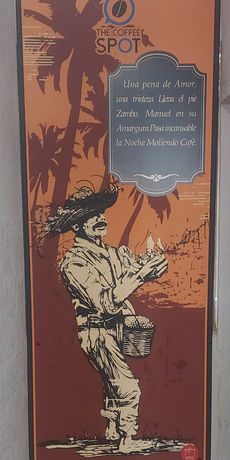 THE COFFEE
SPOT
Una pena de Amor,
una tristeza Lleva el pie
Zambo, Manuel en su
Amargura Pasa incansable
la Noche Moliendo Café.